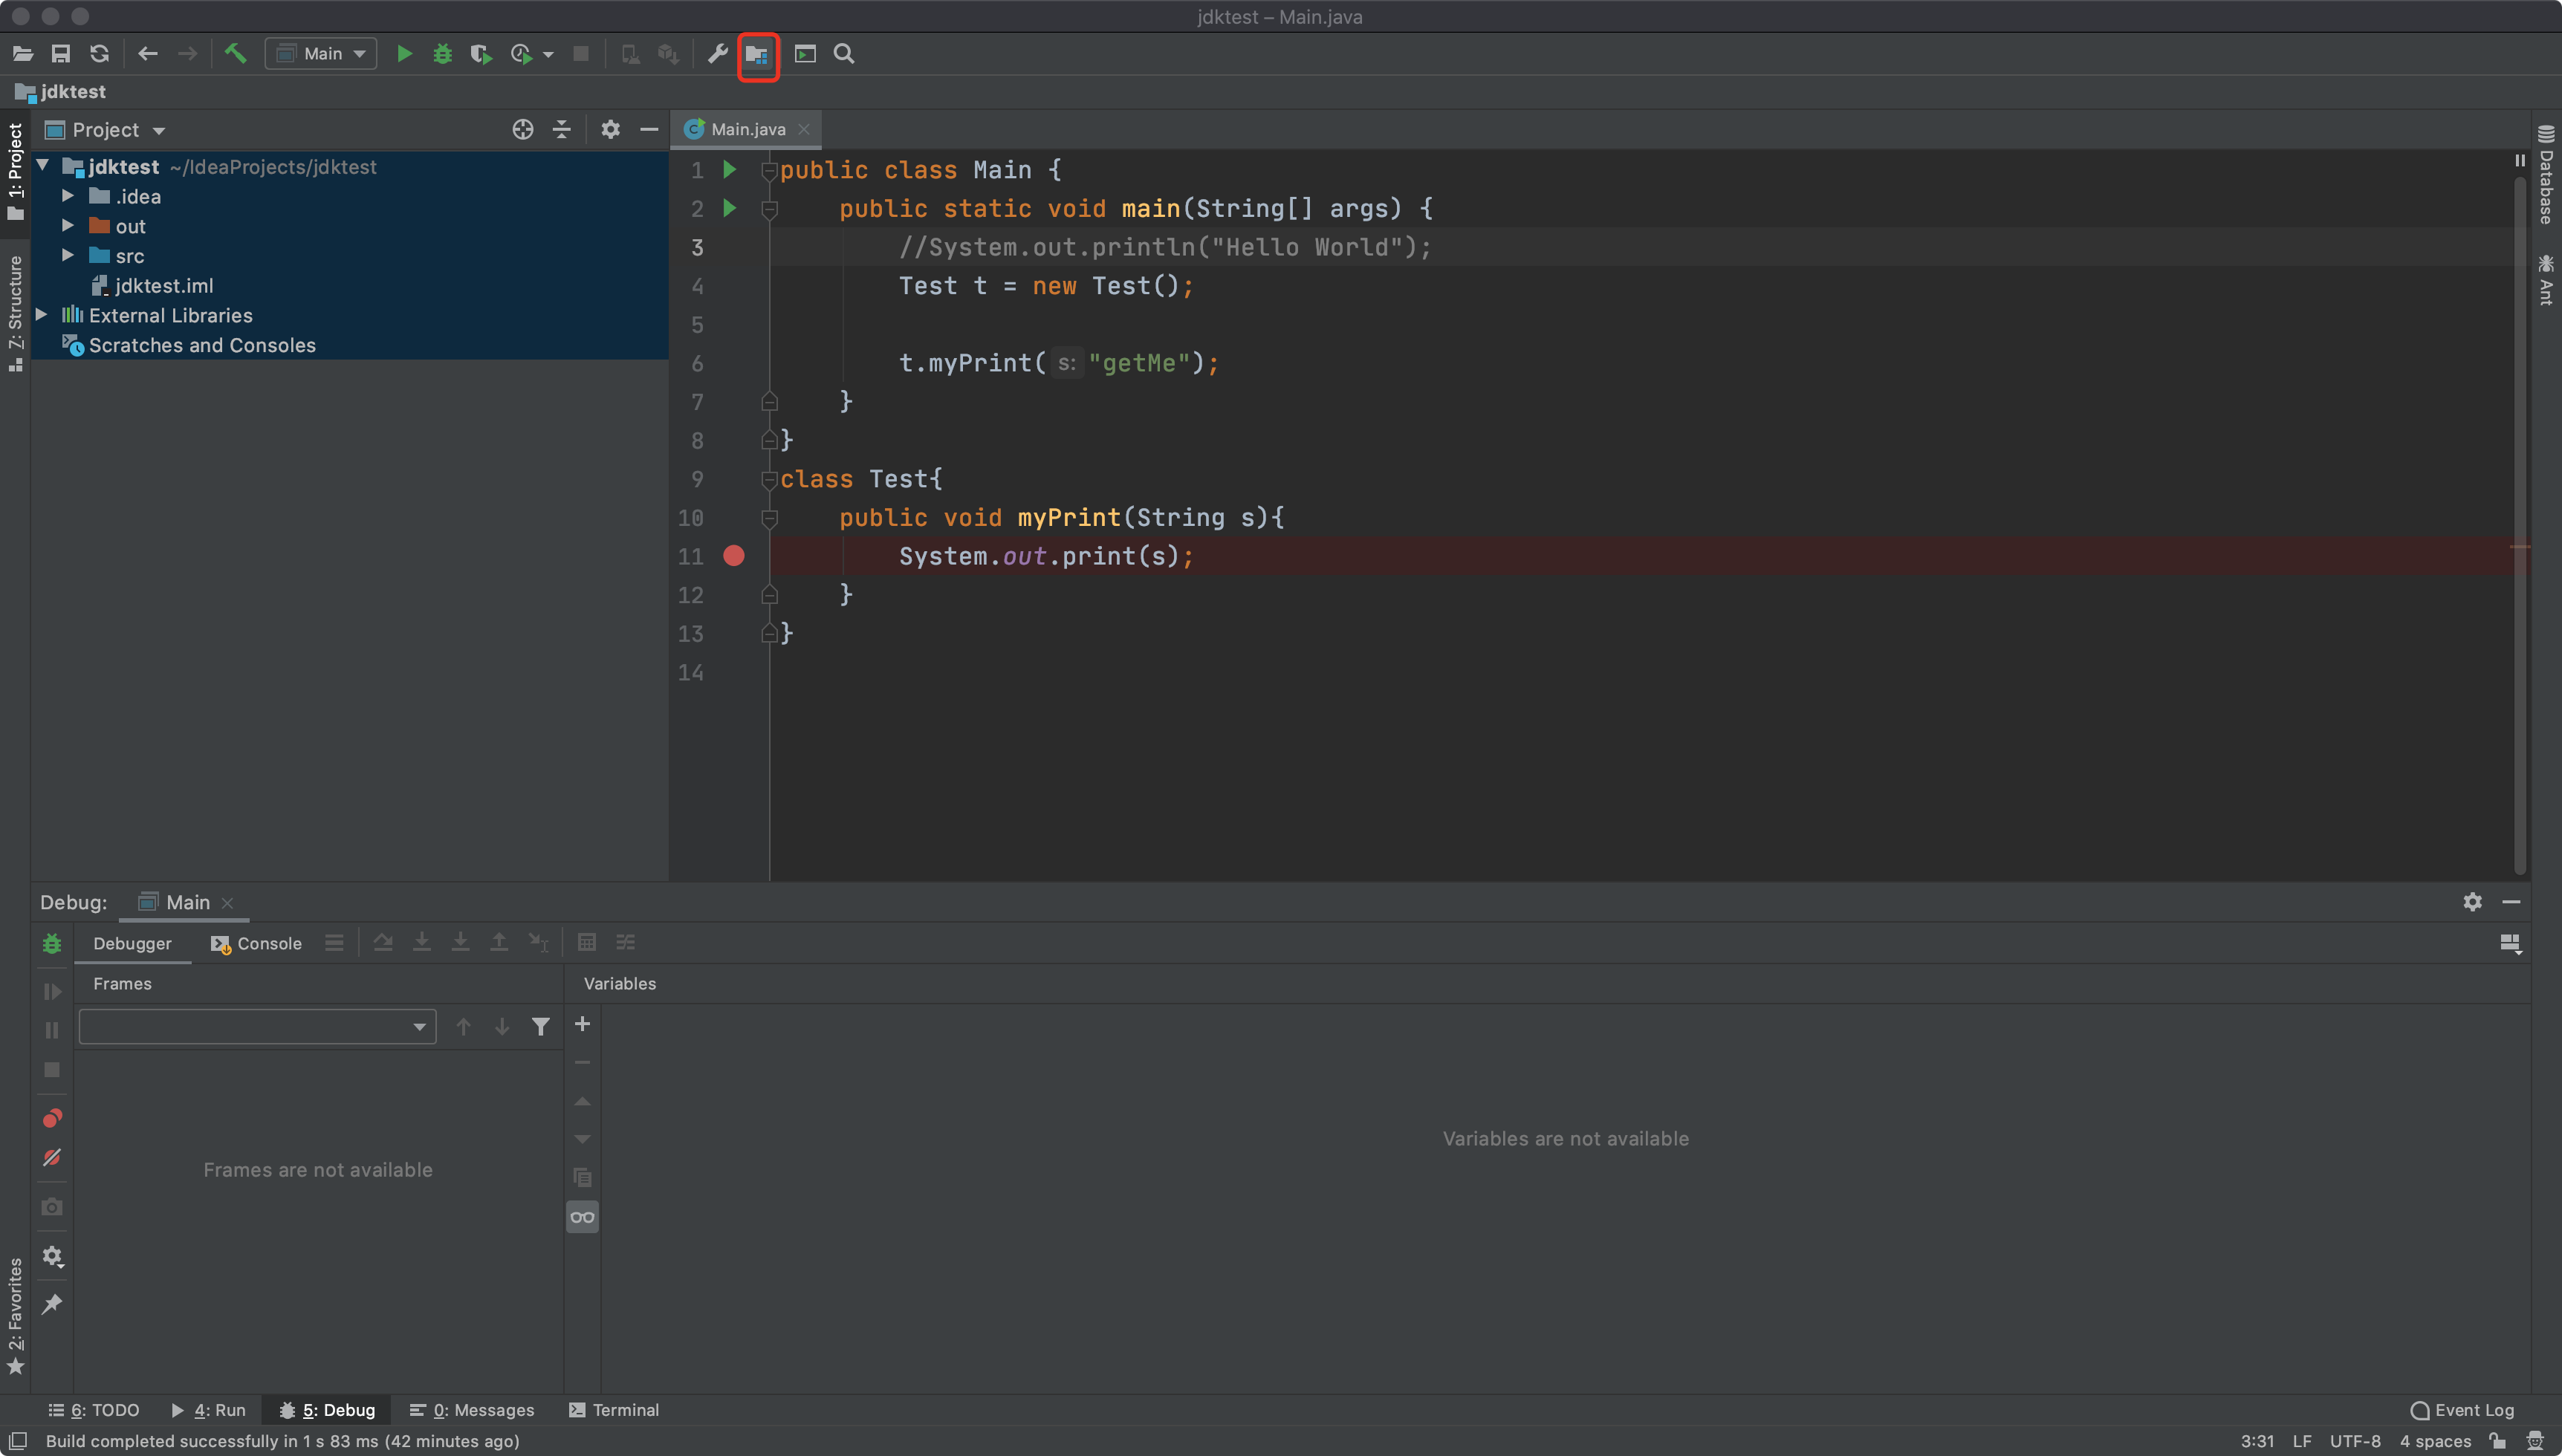 jdktest – Main.java
Main
jdktest
Project
Main.java
1: Project
7: Structure
2: Favorites
jdktest ~/IdeaProjects/jdktest
.idea
out
src
jdktest.iml
External Libraries
Scratches and Consoles
1 public class Main {
2 public static void main(String[] args) {
3 //System.out.println("Hello World");
4 Test t = new Test();
5
6 t.myPrint( s: "getMe");
7 }
8 }
9 class Test{
10 public void myPrint(String s){
11 System.out.print(s);
12 }
13 }
14
Database
Ant
Debug: Main
Debugger Console
Frames Variables
Frames are not available
Variables are not available
6: TODO 4: Run 5: Debug 0: Messages Terminal Event Log
Build completed successfully in 1 s 83 ms (42 minutes ago) 3:31 LF UTF-8 4 spaces